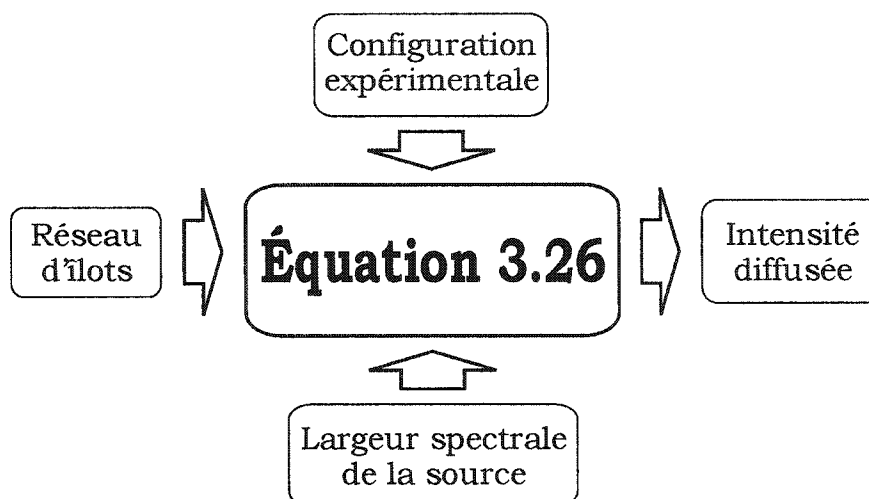 Configuration
expérimentale
Réseau
d'îlots
Équation 3.26
Intensité
diffusée
Largeur spectrale
de la source